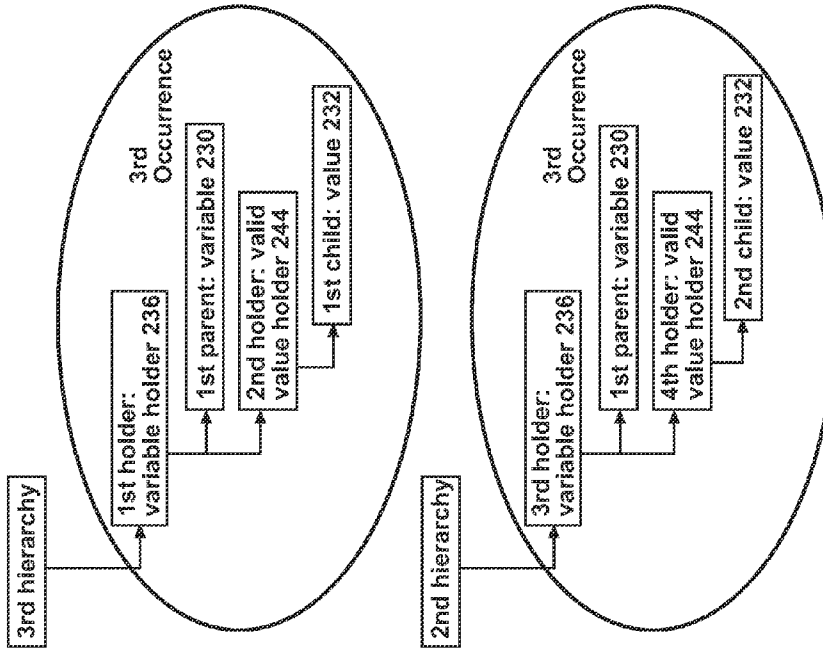 3rd hierarchy
1st holder:
variable holder 236
3rd
Occurrence
1st parent: variable 230
2nd holder: valid
value holder 244
1st child: value 232
2nd hierarchy
3rd holder:
variable holder 236
3rd
Occurrence
1st parent: variable 230
4th holder: valid
value holder 244
2nd child: value 232